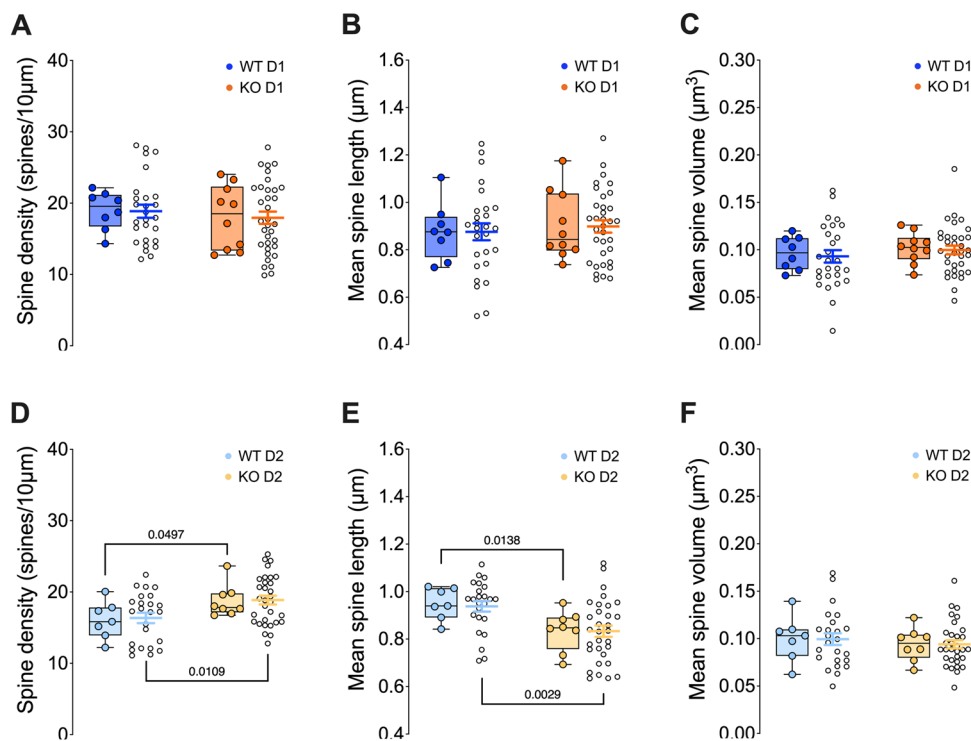 A
Spine density (spines/10μm)
40
30
20
10
0
WT D1
KO D1
B
Mean spine length (μm)
1.6
1.4
1.2
1.0
0.8
0.6
0.4
WT D1
KO D1
C
Mean spine volume (μm³)
0.30
0.25
0.20
0.15
0.10
0.05
0.00
WT D1
KO D1
D
Spine density (spines/10μm)
40
30
20
10
0
WT D2
KO D2
0.0497
0.0109
E
Mean spine length (μm)
1.6
1.4
1.2
1.0
0.8
0.6
0.4
WT D2
KO D2
0.0138
0.0029
F
Mean spine volume (μm³)
0.30
0.25
0.20
0.15
0.10
0.05
0.00
WT D2
KO D2